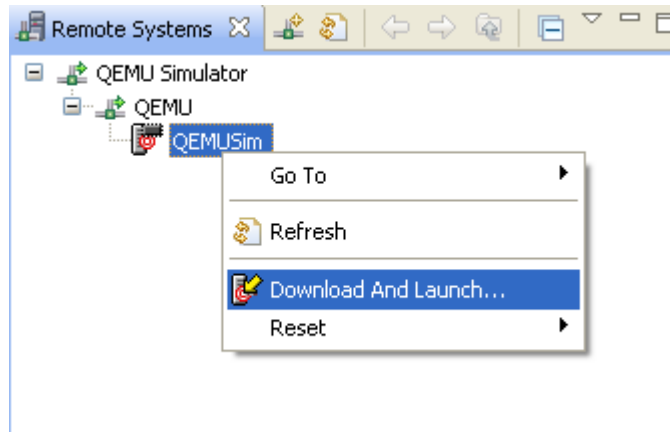 Remote Systems
QEMU Simulator
QEMU
QEMUSim
Go To
Refresh
Download And Launch...
Reset